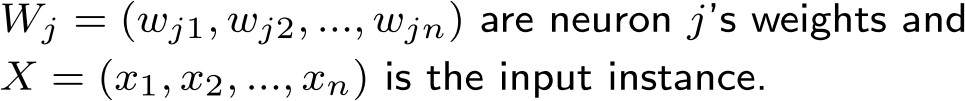 $W_j = (w_{j1}, w_{j2}, ..., w_{jn})$ are neuron $j$'s weights and
$X = (x_1, x_2, ..., x_n)$ is the input instance.